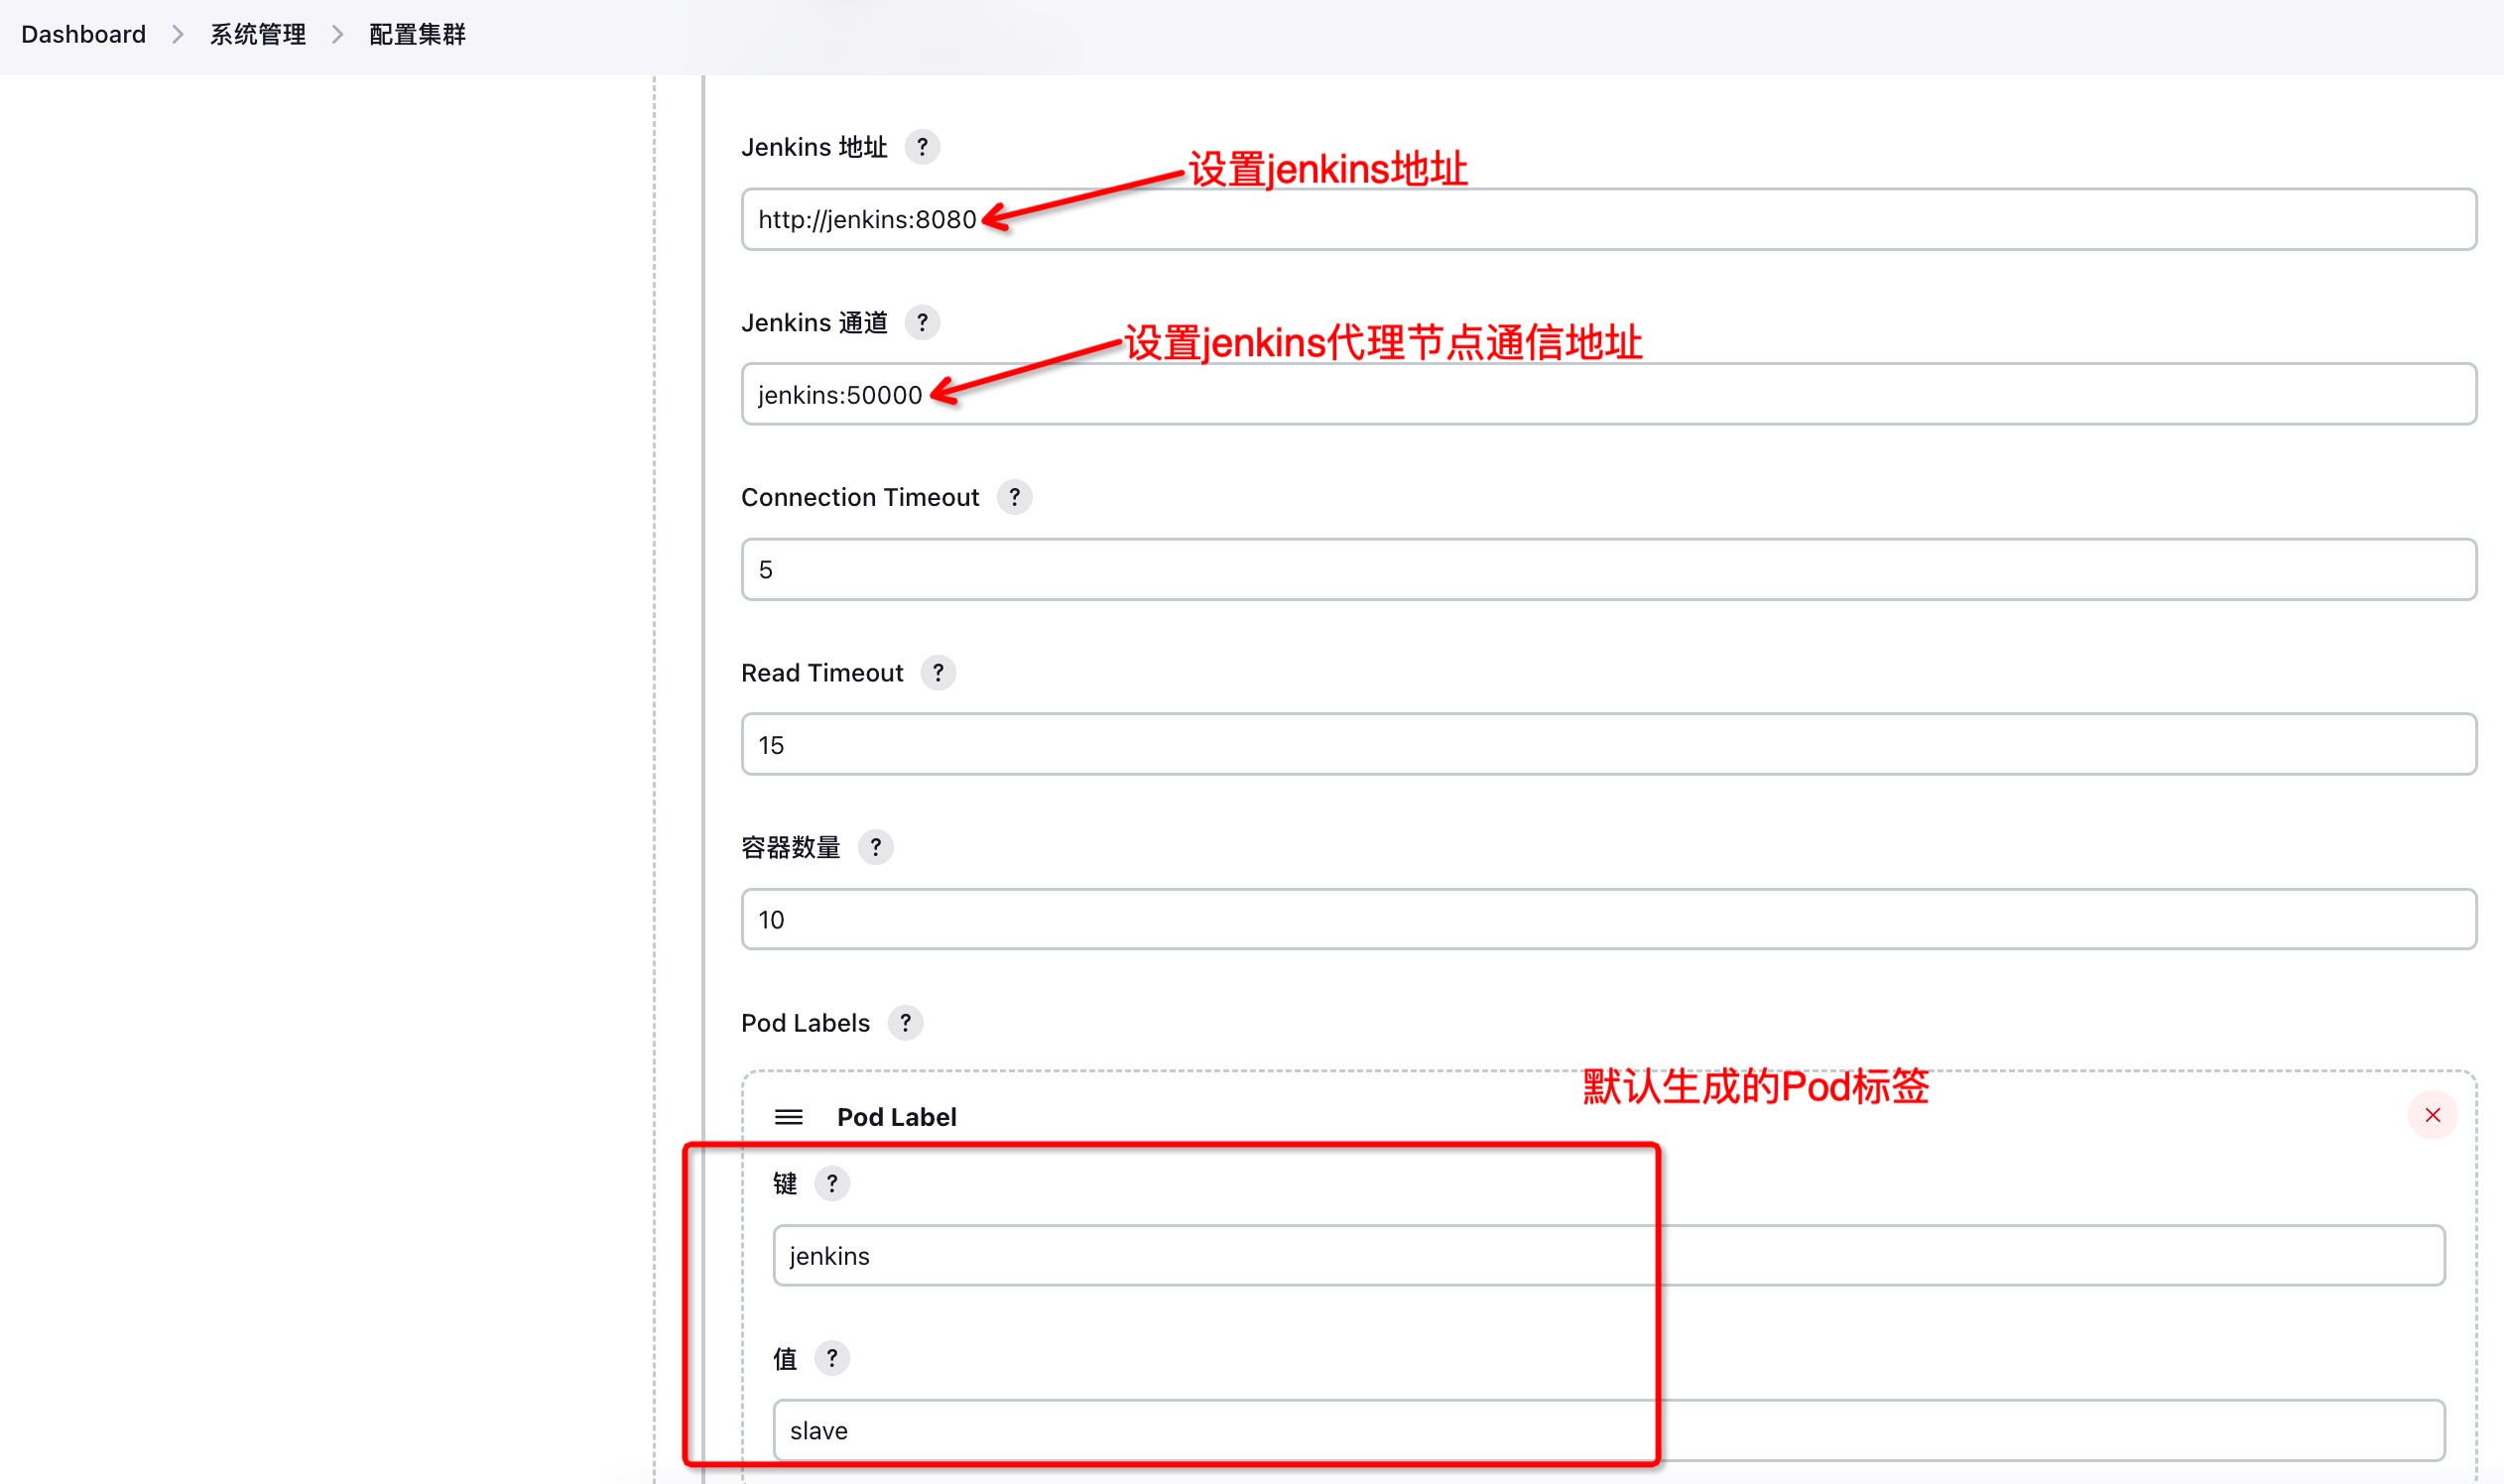 Dashboard > 系统管理 > 配置集群
Jenkins 地址 ?
设置jenkins地址
http://jenkins:8080
Jenkins 通道 ?
设置jenkins代理节点通信地址
jenkins:50000
Connection Timeout ?
5
Read Timeout ?
15
容器数量 ?
10
Pod Labels ?
默认生成的Pod标签
Pod Label
键 ?
jenkins
值 ?
slave